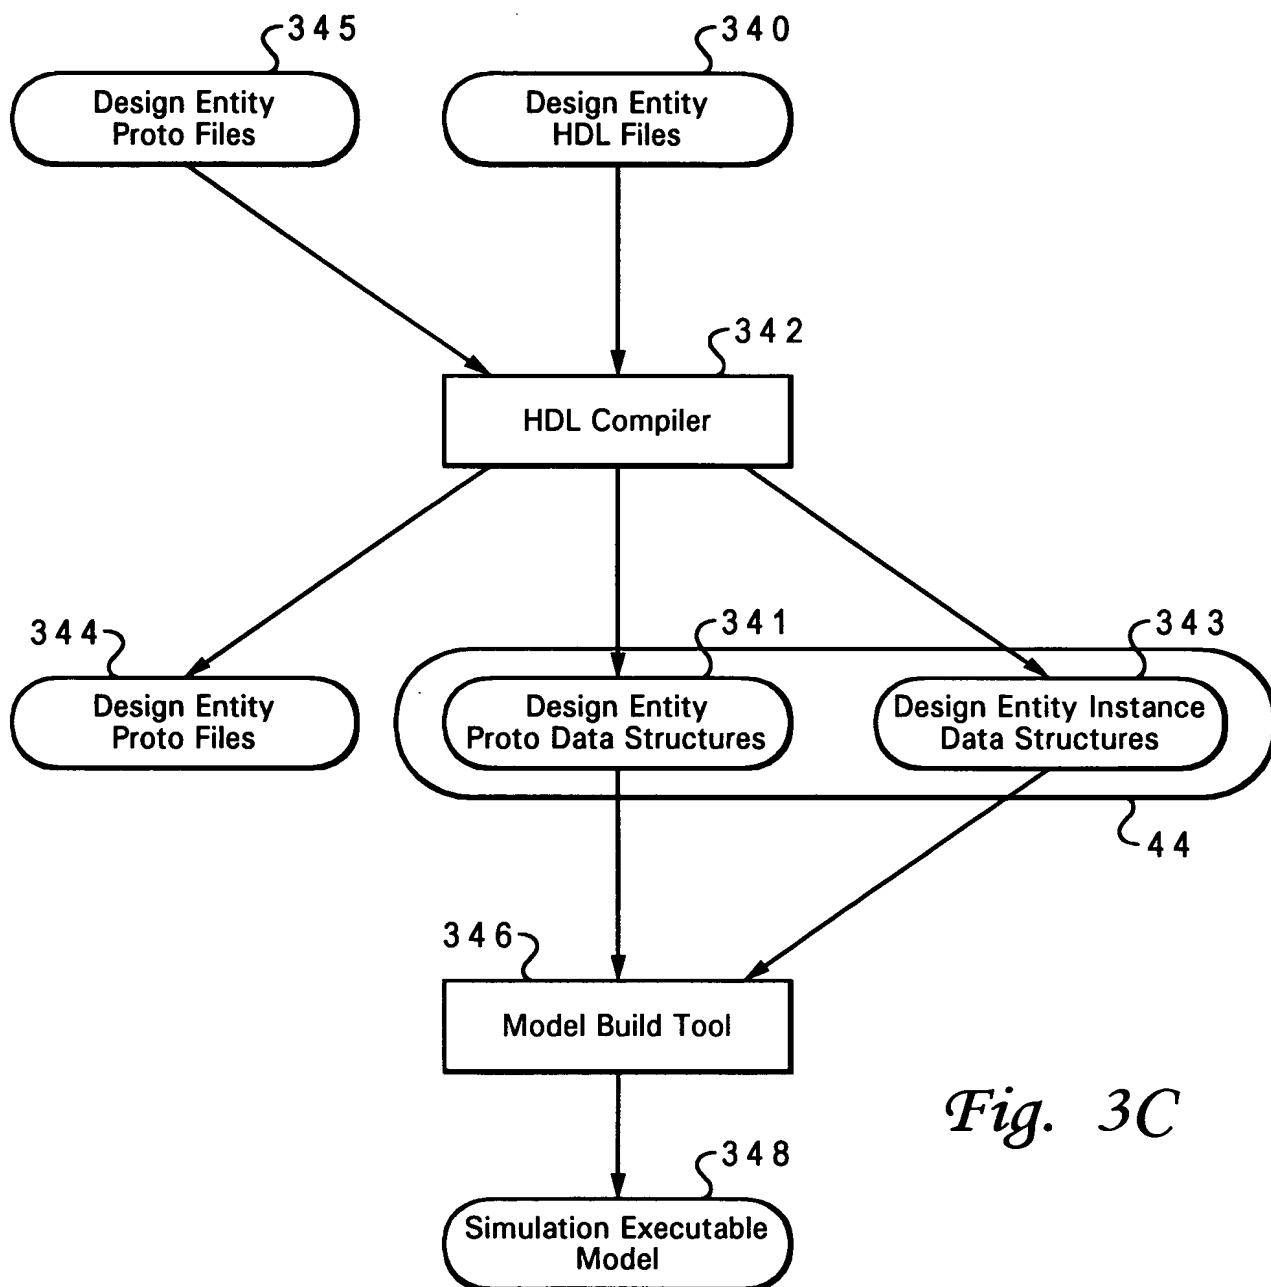 345
340
Design Entity
Proto Files
Design Entity
HDL Files
342
HDL Compiler
344
341
343
Design Entity
Proto Files
Design Entity
Proto Data Structures
Design Entity Instance
Data Structures
44
346
Model Build Tool
Fig. 3C
348
Simulation Executable
Model